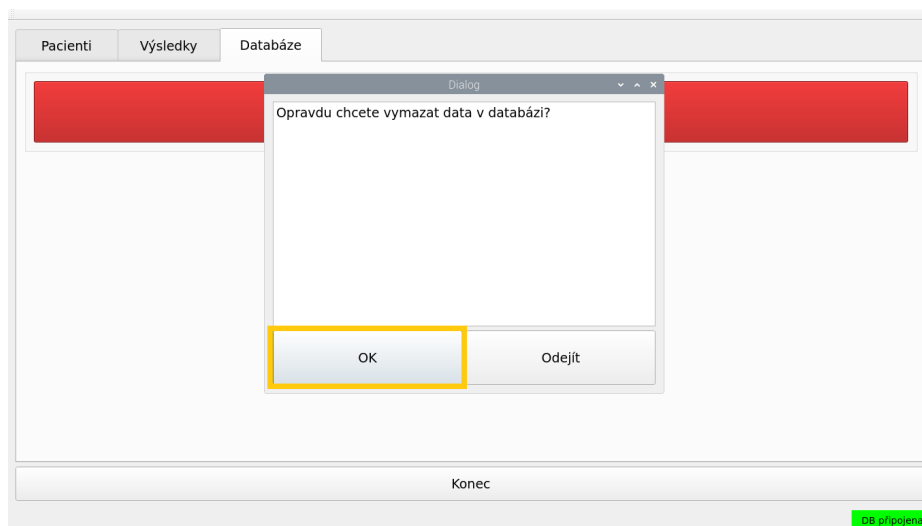 Pacienti
Výsledky
Databáze
Dialog
Opravdu chcete vymazat data v databázi?
OK
Odejít
Konec
DB připojena